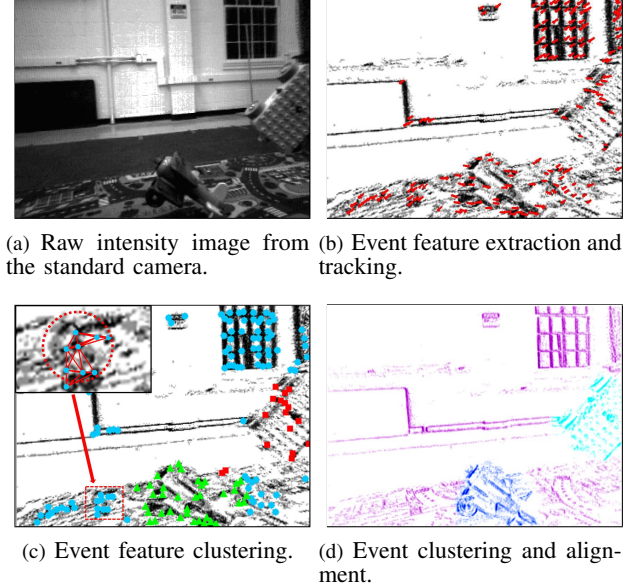 (a) Raw intensity image from
the standard camera.
(b) Event feature extraction and
tracking.
(c) Event feature clustering.
(d) Event clustering and align-
ment.